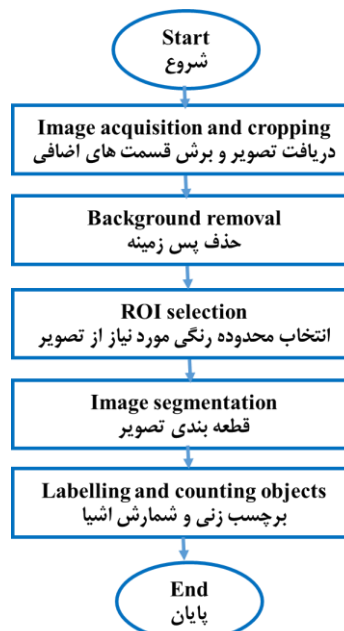 Start
شروع
Image acquisition and cropping
دریافت تصویر و برش قسمت های اضافی
Background removal
حذف پس زمینه
ROI selection
انتخاب محدوده رنگی مورد نیاز از تصویر
Image segmentation
قطعه بندی تصویر
Labelling and counting objects
برچسب زنی و شمارش اشیا
End
پایان